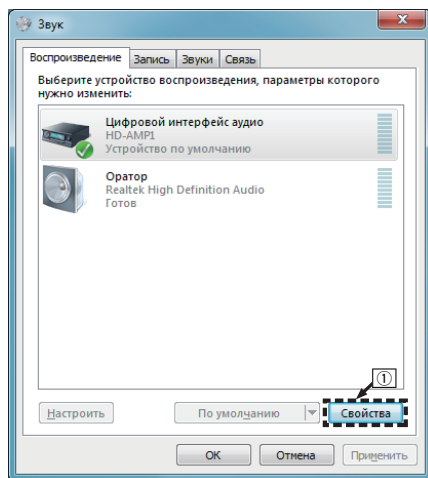 Звук
Воспроизведение Запись Звуки Связь
Выберите устройство воспроизведения, параметры которого
нужно изменить:
Цифровой интерфейс аудио
HD-AMP1
Устройство по умолчанию
Оратор
Realtek High Definition Audio
Готов
①
Настроить По умолчанию Свойства
OK Отмена Применить